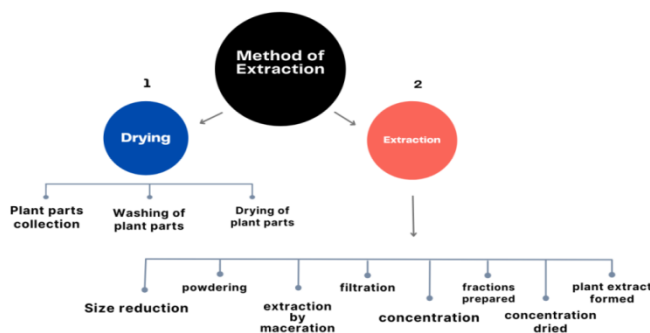 Method of
Extraction
1
2
Drying
Extraction
Plant parts
collection
Washing of
plant parts
Drying of
plant parts
Size reduction
powdering
extraction
by
maceration
filtration
concentration
fractions
prepared
concentration
dried
plant extract
formed